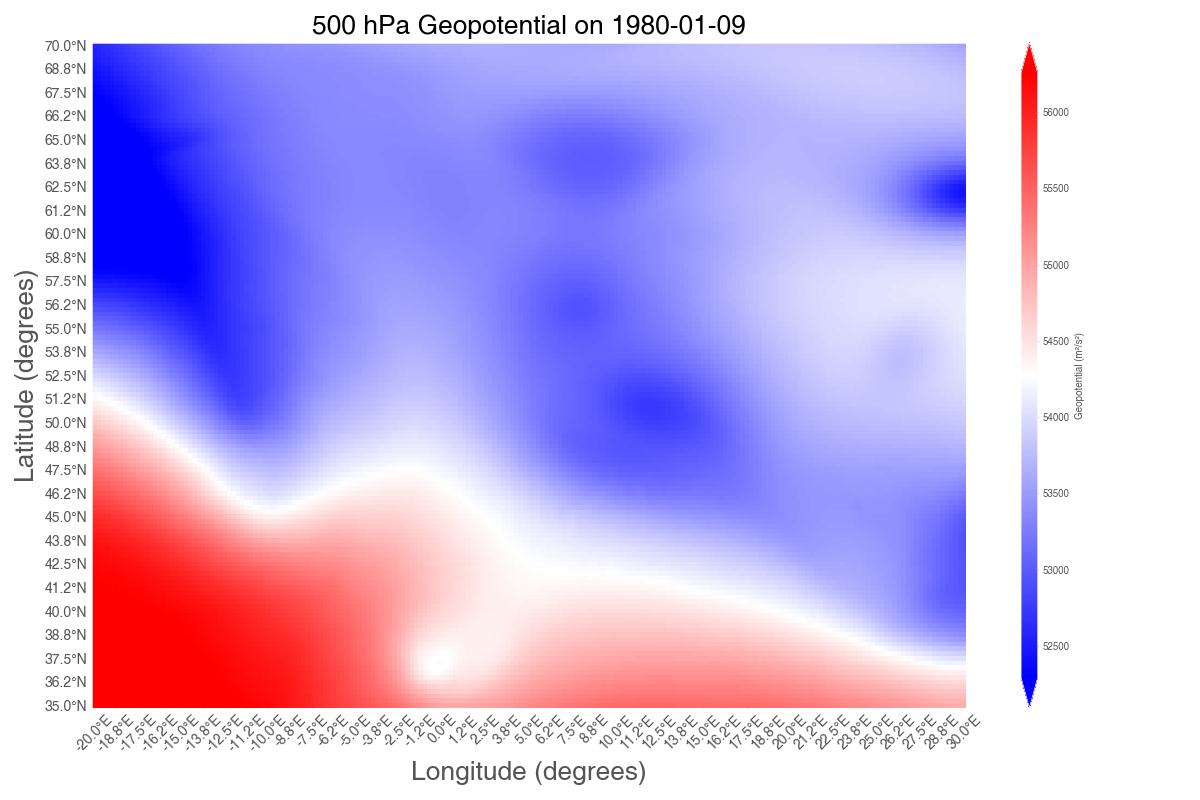 500 hPa Geopotential on 1980-01-09
70.0°N
68.8°N
67.5°N
66.2°N
65.0°N
63.8°N
62.5°N
61.2°N
60.0°N
58.8°N
57.5°N
56.2°N
55.0°N
53.8°N
52.5°N
51.2°N
50.0°N
48.8°N
47.5°N
46.2°N
45.0°N
43.8°N
42.5°N
41.2°N
40.0°N
38.8°N
37.5°N
36.2°N
35.0°N
Latitude (degrees)
-20.0°E
-18.8°E
-17.5°E
-16.2°E
-15.0°E
-13.8°E
-12.5°E
-11.2°E
-10.0°E
-8.8°E
-7.5°E
-6.2°E
-5.0°E
-3.8°E
-2.5°E
-1.2°E
0.0°E
1.2°E
2.5°E
3.8°E
5.0°E
6.2°E
7.5°E
8.8°E
10.0°E
11.2°E
12.5°E
13.8°E
15.0°E
16.2°E
17.5°E
18.8°E
20.0°E
21.2°E
22.5°E
23.8°E
25.0°E
26.2°E
27.5°E
28.8°E
30.0°E
Longitude (degrees)
56000
55500
55000
54500
54000
53500
53000
52500
Geopotential (m²/s²)